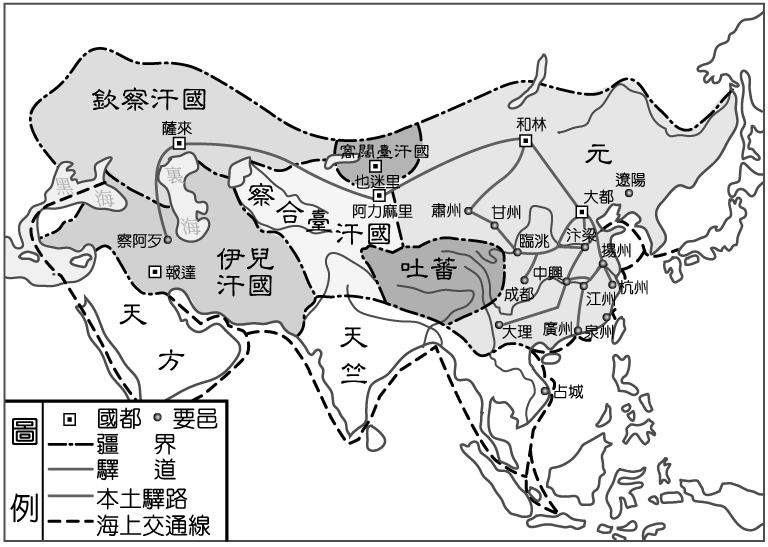 欽察汗國
薩來
窩闊臺汗國
也迷里
和林
元
遼陽
大都
黑
海
裏
海
察合臺
汗國
阿力麻里
肅州
甘州
臨洮
汴梁
揚州
察阿歹
伊兒
汗國
報達
吐蕃
中興
成都
杭州
江州
大理
廣州
泉州
天
方
天
竺
占城
圖
例
國都
要邑
疆 界
驛 道
本土驛路
海上交通線